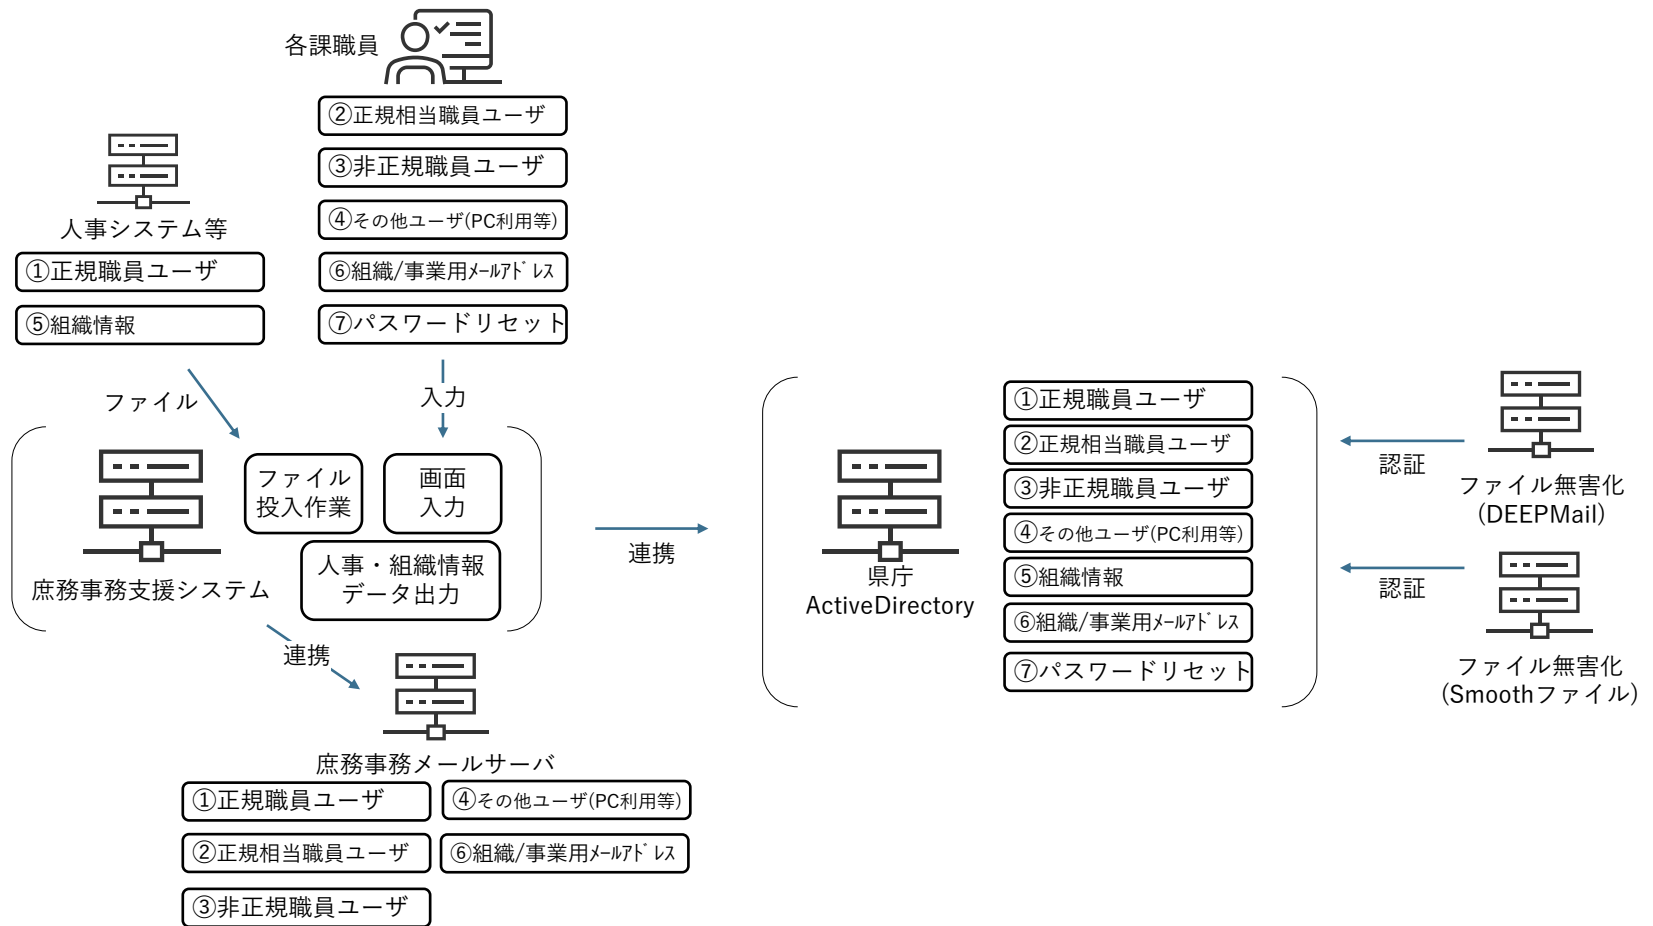 各課職員
②正規相当職員ユーザ
③非正規職員ユーザ
④その他ユーザ(PC利用等)
⑥組織/事業用ﾒｰﾙｱﾄﾞﾚｽ
⑦パスワードリセット
人事システム等
①正規職員ユーザ
⑤組織情報
ファイル
入力
庶務事務支援システム
ファイル
投入作業
画面
入力
人事・組織情報
データ出力
連携
連携
庶務事務メールサーバ
①正規職員ユーザ
④その他ユーザ(PC利用等)
②正規相当職員ユーザ
⑥組織/事業用ﾒｰﾙｱﾄﾞﾚｽ
③非正規職員ユーザ
県庁
ActiveDirectory
①正規職員ユーザ
②正規相当職員ユーザ
③非正規職員ユーザ
④その他ユーザ(PC利用等)
⑤組織情報
⑥組織/事業用ﾒｰﾙｱﾄﾞﾚｽ
⑦パスワードリセット
認証
ファイル無害化
(DEEPMail)
認証
ファイル無害化
(Smoothファイル)